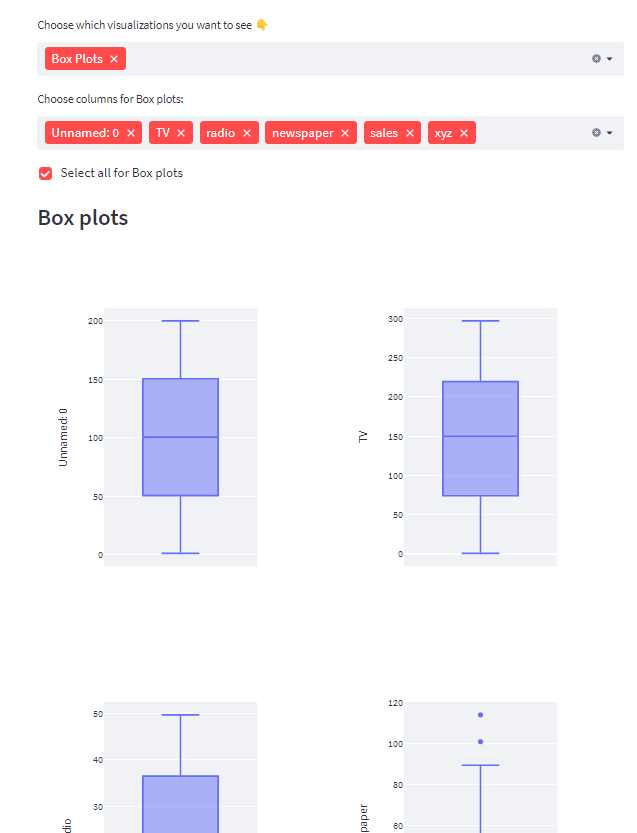 Choose which visualizations you want to see 👇
Box Plots ×
Choose columns for Box plots:
Unnamed: 0 × TV × radio × newspaper × sales × xyz ×
Select all for Box plots
Box plots
200
150
100
50
0
Unnamed: 0
300
250
200
150
100
50
0
TV
50
40
30
dio
120
100
80
60
paper